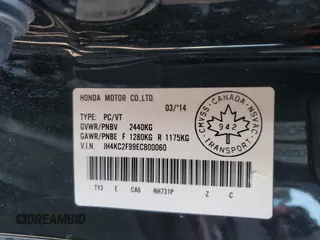 HONDA MOTOR CO.,LTD.
03/'14
TYPE: PC/VT
GVWR/PNBV 2440KG
GAWR/PNBE F 1280KG R 1175KG
V.I.N. JH4KC2F99EC800060
CMVSS-CANADA-NSVAC
942
TRANSPORT
TY3 E CA6 -NH731P -Z -C
DREAMBID